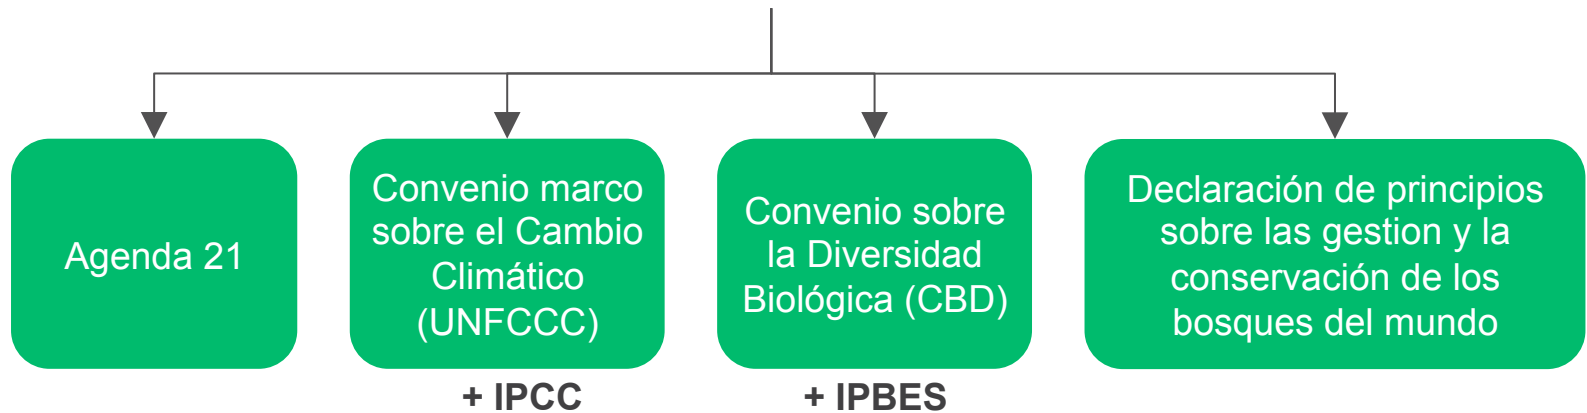 Agenda 21
Convenio marco
sobre el Cambio
Climático
(UNFCCC)
+ IPCC
Convenio sobre
la Diversidad
Biológica (CBD)
+ IPBES
Declaración de principios
sobre las gestion y la
conservación de los
bosques del mundo